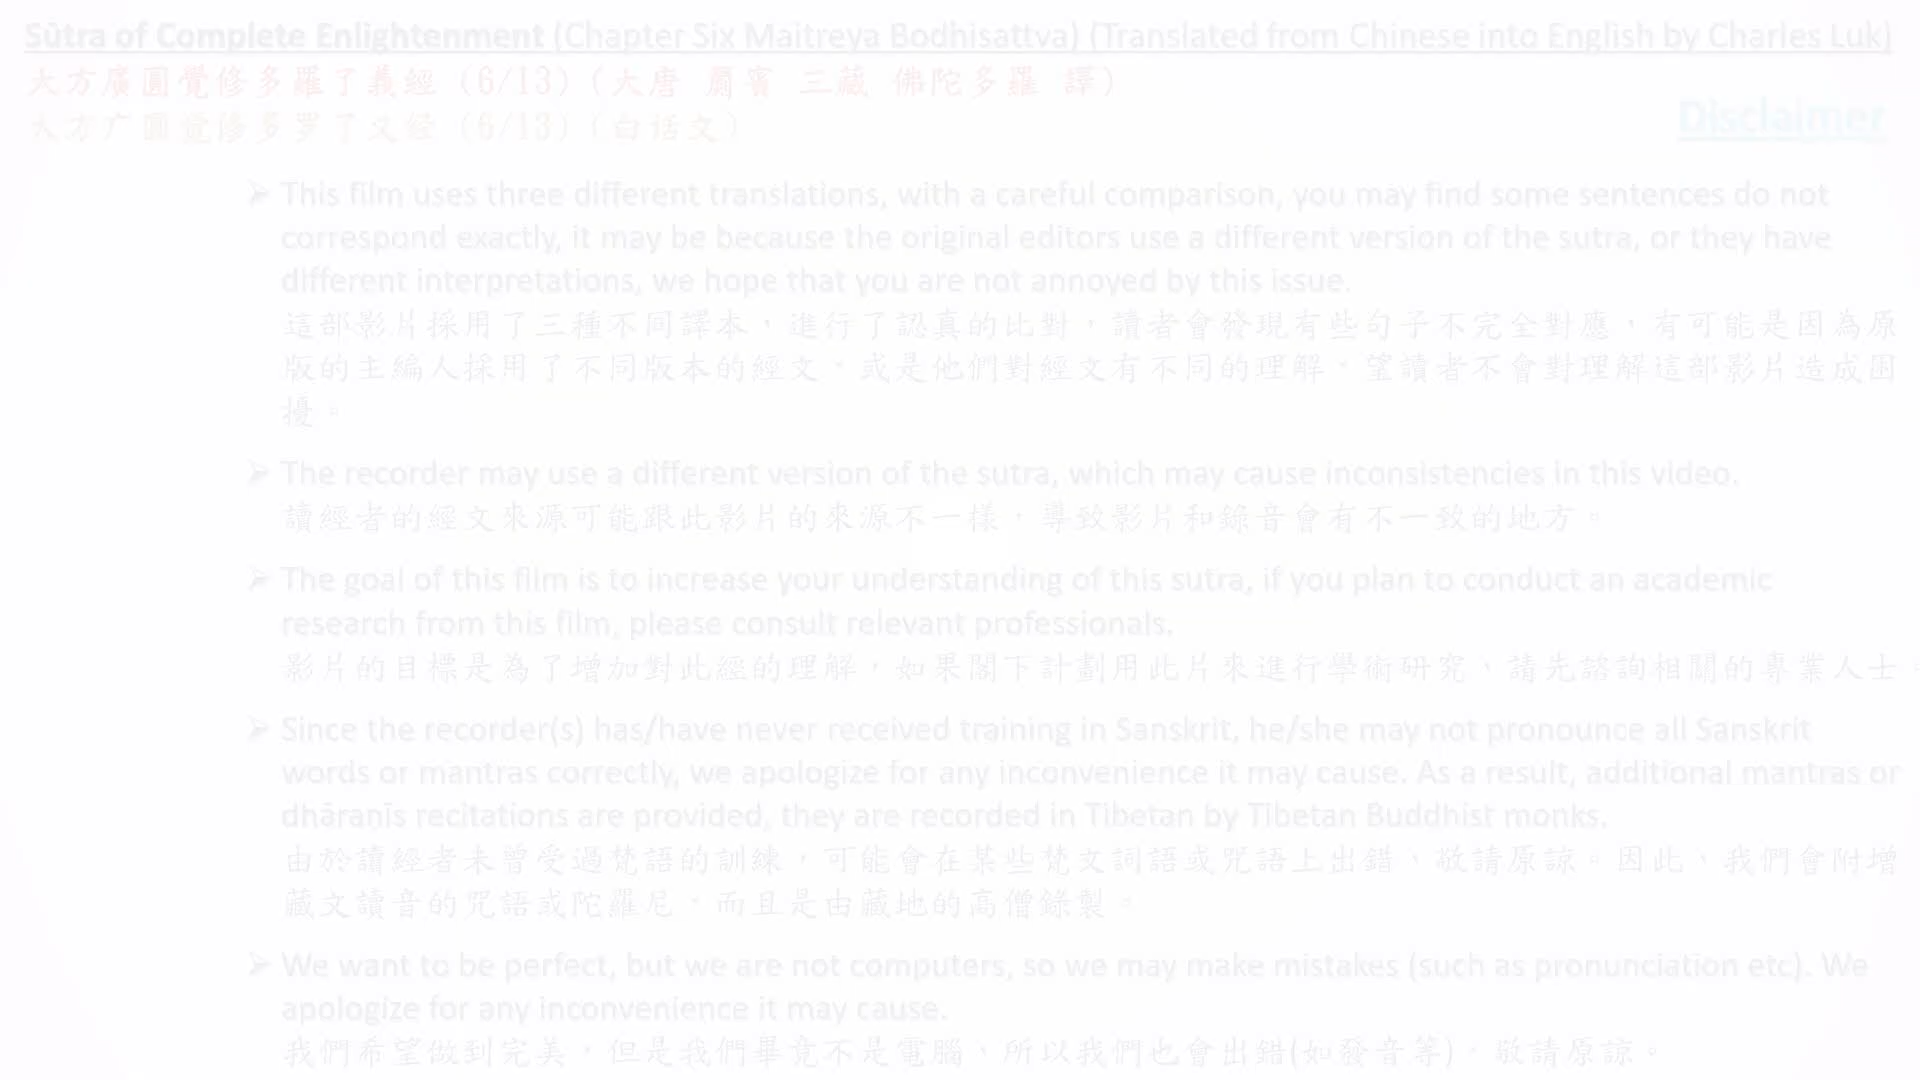 Sūtra of Complete Enlightenment (Chapter Six Maitreya Bodhisattva) (Translated from Chinese into English by Charles Luk)
大方廣圓覺修多羅了義經 (6/13) (大唐 罽賓 三藏 佛陀多羅 譯)
大方广圆觉修多罗了义经 (6/13) (白话文)
Disclaimer
➢ This film uses three different translations, with a careful comparison, you may find some sentences do not
correspond exactly, it may be because the original editors use a different version of the sutra, or they have
different interpretations, we hope that you are not annoyed by this issue.
這部影片採用了三種不同譯本，進行了認真的比對，讀者會發現有些句子不完全對應，有可能是因為原
版的主編人採用了不同版本的經文，或是他們對經文有不同的理解，望讀者不會對理解這部影片造成困
擾。
➢ The recorder may use a different version of the sutra, which may cause inconsistencies in this video.
讀經者的經文來源可能跟此影片的來源不一樣，導致影片和錄音會有不一致的地方。
➢ The goal of this film is to increase your understanding of this sutra, if you plan to conduct an academic
research from this film, please consult relevant professionals.
影片的目標是為了增加對此經的理解，如果閣下計劃用此片來進行學術研究，請先諮詢相關的專業人士。
➢ Since the recorder(s) has/have never received training in Sanskrit, he/she may not pronounce all Sanskrit
words or mantras correctly, we apologize for any inconvenience it may cause. As a result, additional mantras or
dhāraṇīs recitations are provided, they are recorded in Tibetan by Tibetan Buddhist monks.
由於讀經者未曾受過梵語的訓練，可能會在某些梵文詞語或咒語上出錯，敬請原諒。因此，我們會附增
藏文讀音的咒語或陀羅尼，而且是由藏地的高僧錄製。
➢ We want to be perfect, but we are not computers, so we may make mistakes (such as pronunciation etc). We
apologize for any inconvenience it may cause.
我們希望做到完美，但是我們畢竟不是電腦，所以我們也會出錯(如發音等)，敬請原諒。